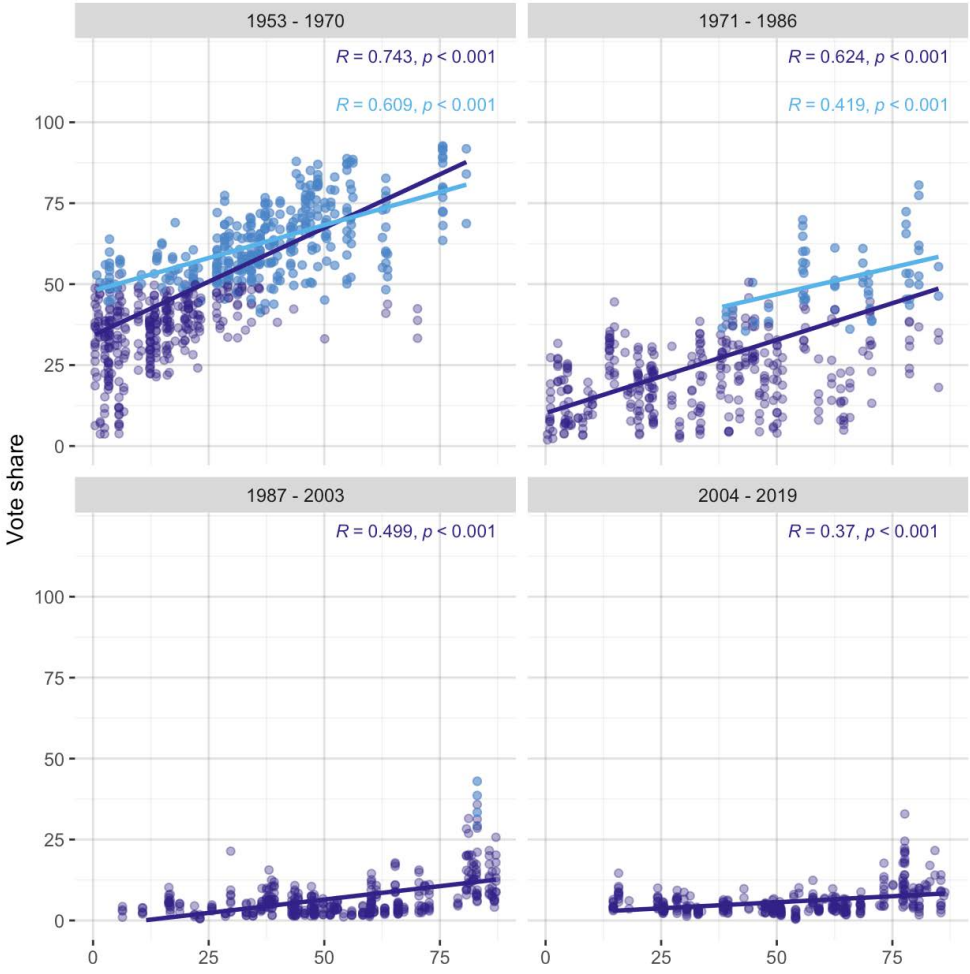 1953 - 1970
1971 - 1986
R = 0.743, p < 0.001
R = 0.624, p < 0.001
R = 0.609, p < 0.001
R = 0.419, p < 0.001
100
75
50
25
0
Vote share
1987 - 2003
2004 - 2019
R = 0.499, p < 0.001
R = 0.37, p < 0.001
100
75
50
25
0
0 25 50 75
0 25 50 75